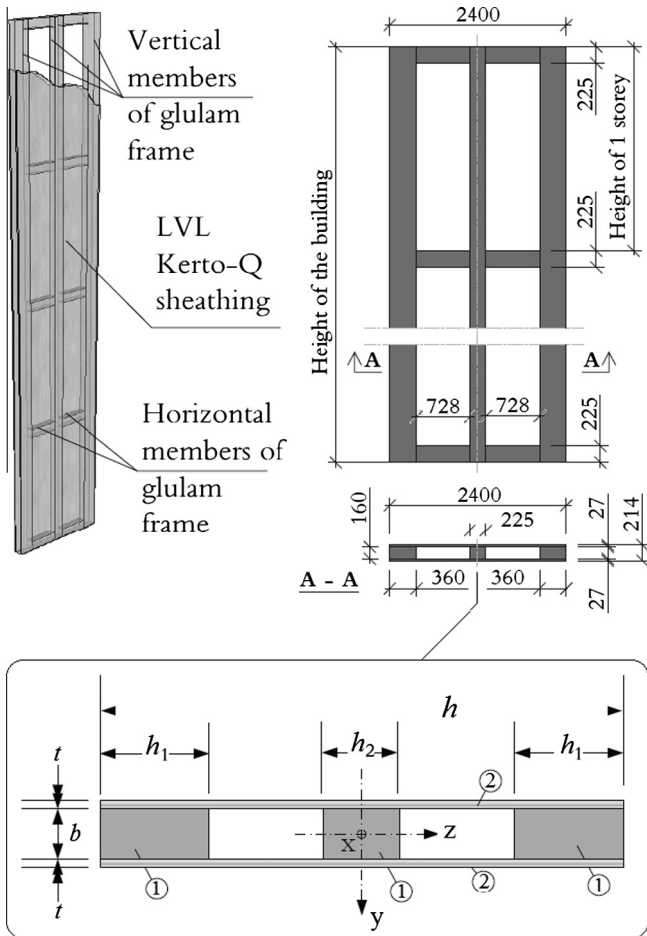 Vertical
members
of glulam
frame
LVL
Kerto-Q
sheathing
Horizontal
members of
glulam
frame
2400
Height of the building
225
Height of 1 storey
225
A
A
728
728
225
2400
160
225
27
214
A - A
360
360
27
h
h1
h2
h1
t
b
t
2
x
z
1
1
2
1
y